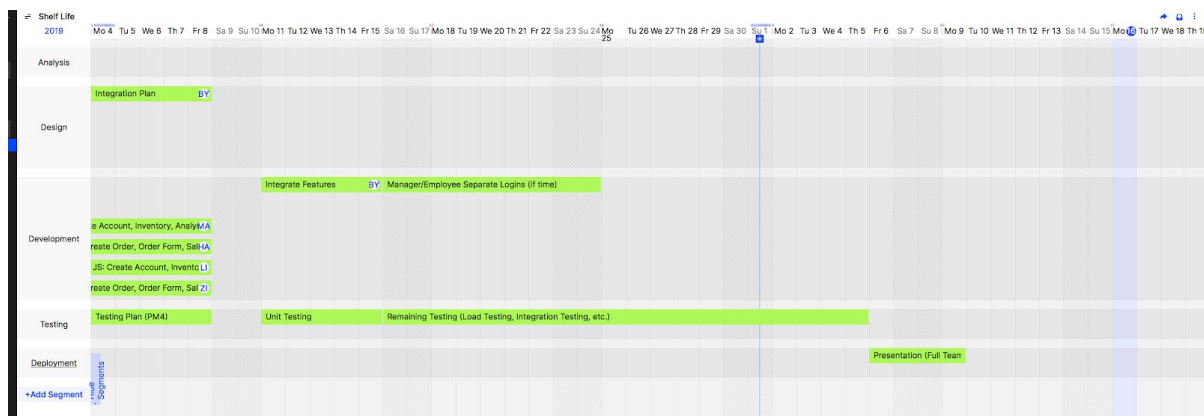 Shelf Life
2019
Mo 4 Tu 5 We 6 Th 7 Fr 8 Sa 9 Su 10 Mo 11 Tu 12 We 13 Th 14 Fr 15 Sa 16 Su 17 Mo 18 Tu 19 We 20 Th 21 Fr 22 Sa 23 Su 24 Mo 25 Tu 26 We 27 Th 28 Fr 29 Sa 30 Su 1 Mo 2 Tu 3 We 4 Th 5 Fr 6 Sa 7 Su 8 Mo 9 Tu 10 We 11 Th 12 Fr 13 Sa 14 Su 15 Mo 16 Tu 17 We 18 Th 19
Analysis
Integration Plan BY
Design
Integrate Features BY Manager/Employee Separate Logins (if time)
e Account, Inventory, Analy MA
Development
reate Order, Order Form, Sal HA
JS: Create Account, Invento LI
reate Order, Order Form, Sal ZI
Testing Plan (PM4) Unit Testing Remaining Testing (Load Testing, Integration Testing, etc.)
Testing
Presentation (Full Team
Deployment
Segments
+Add Segment